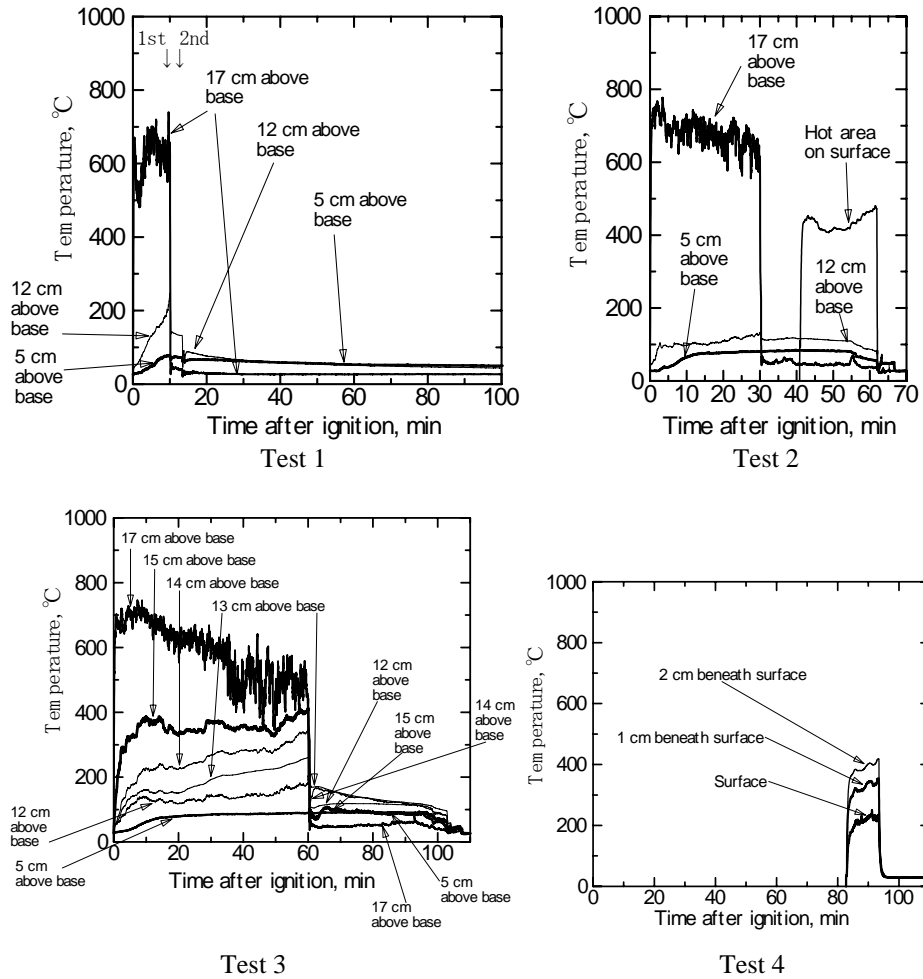 1000
800
600
400
200
0
Temperature, ℃
1st 2nd
↓ ↓
17 cm above
base
12 cm above
base
5 cm above
base
12 cm
above
base
5 cm
above
base
0 20 40 60 80 100
Time after ignition, min
Test 1
1000
800
600
400
200
0
Temperature, ℃
17 cm above
base
Hot area
on surface
5 cm
above
base
12 cm
above
base
0 10 20 30 40 50 60 70
Time after ignition, min
Test 2
1000
800
600
400
200
0
Temperature, ℃
17 cm above base
15 cm above base
14 cm above base
13 cm above base
12 cm
above
base
15 cm
above
base
14 cm
above
base
12 cm
above
base
5 cm
above base
0 20 40 60 80 100
Time after ignition, min
5 cm
above base
17 cm above base
Test 3
1000
800
600
400
200
0
Temperature, ℃
2 cm beneath surface
1 cm beneath surface
Surface
0 20 40 60 80 100
Time after ignition, min
Test 4